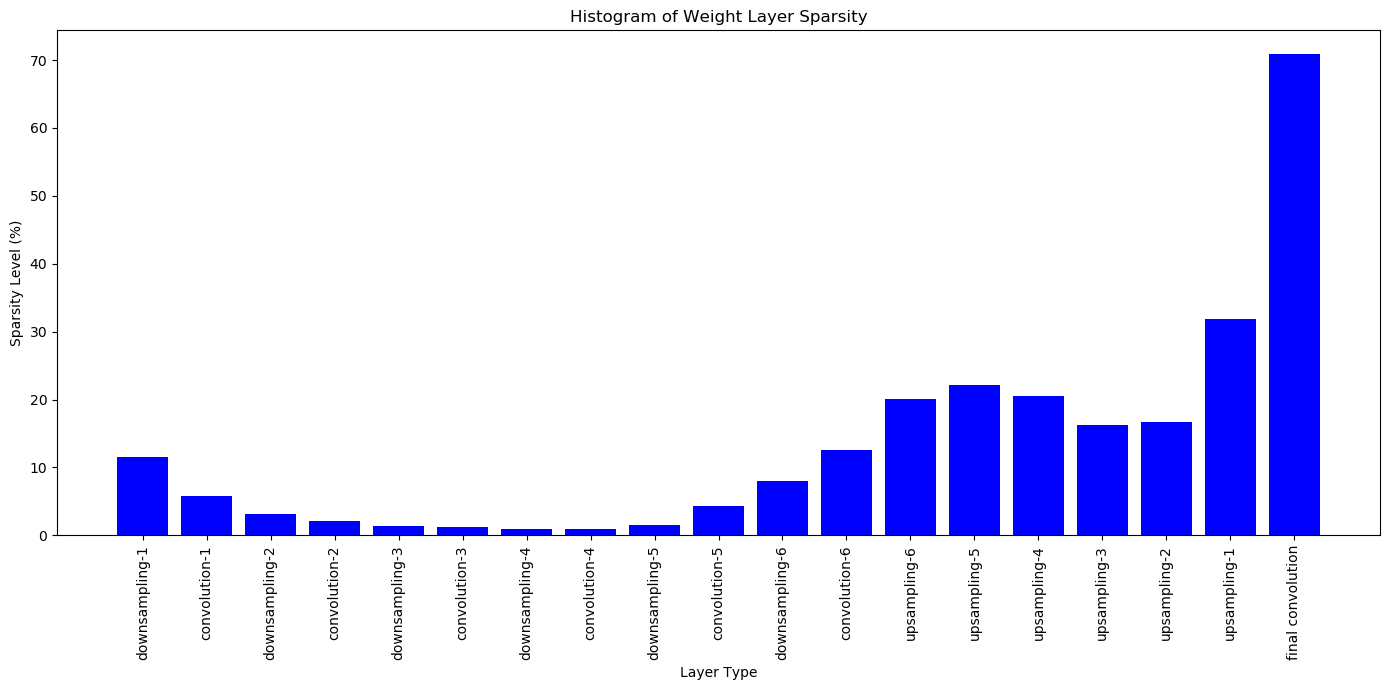 Histogram of Weight Layer Sparsity
Sparsity Level (%)
70
60
50
40
30
20
10
0
downsampling-1
convolution-1
downsampling-2
convolution-2
downsampling-3
convolution-3
downsampling-4
convolution-4
downsampling-5
convolution-5
downsampling-6
convolution-6
upsampling-6
upsampling-5
upsampling-4
upsampling-3
upsampling-2
upsampling-1
final convolution
Layer Type